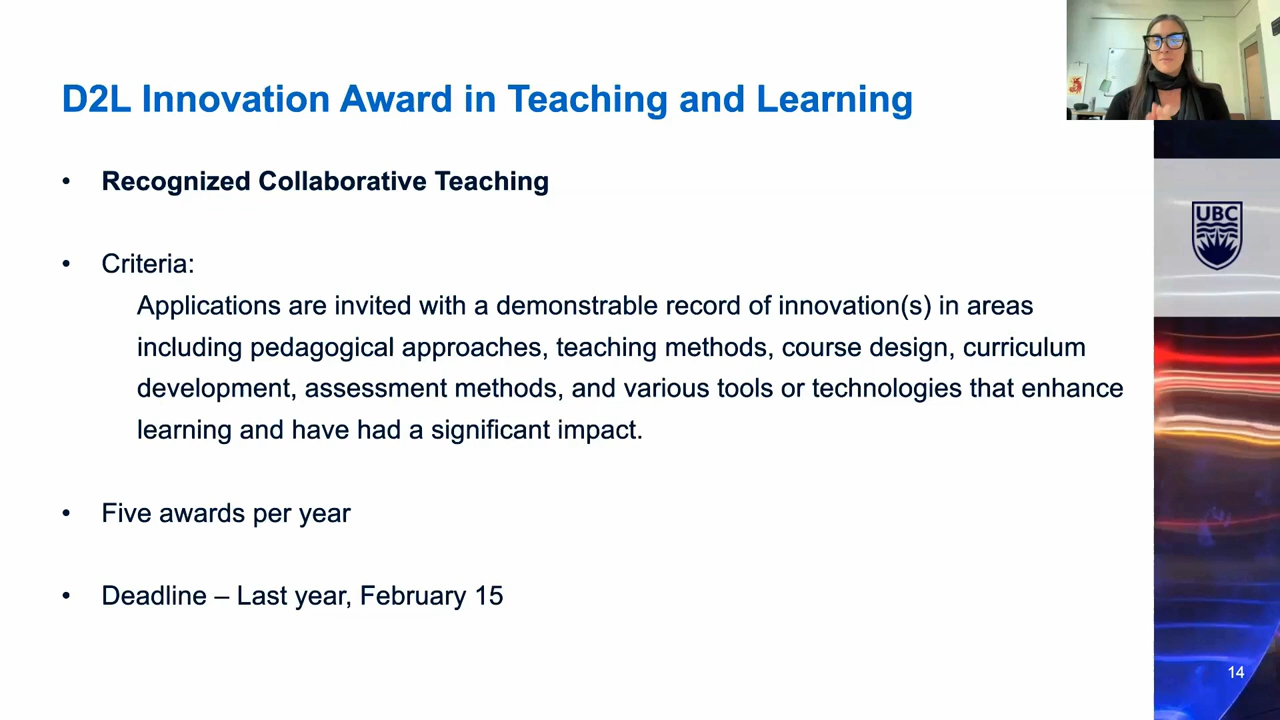 D2L Innovation Award in Teaching and Learning
• Recognized Collaborative Teaching
• Criteria:
Applications are invited with a demonstrable record of innovation(s) in areas
including pedagogical approaches, teaching methods, course design, curriculum
development, assessment methods, and various tools or technologies that enhance
learning and have had a significant impact.
• Five awards per year
• Deadline – Last year, February 15
UBC
14